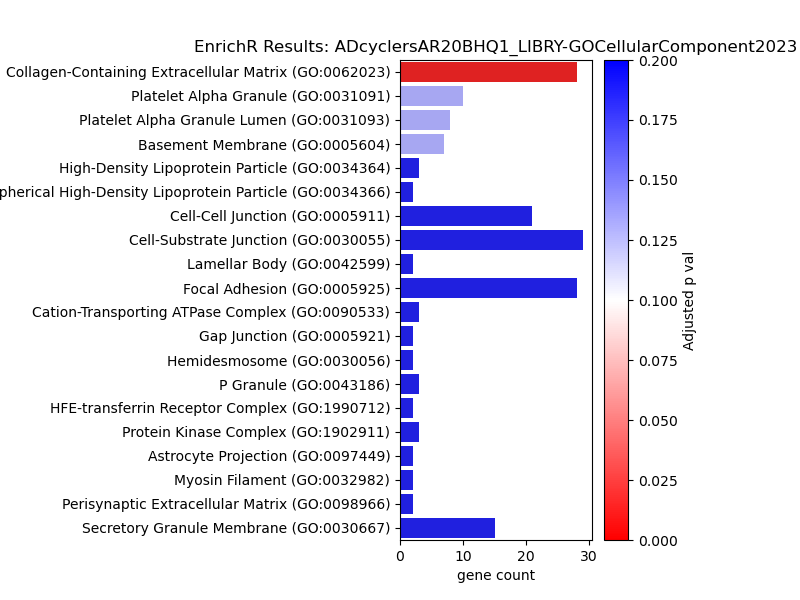 EnrichR Results: ADcyclersAR20BHQ1_LIBRY-GOCellularComponent2023
Collagen-Containing Extracellular Matrix (GO:0062023)
Platelet Alpha Granule (GO:0031091)
Platelet Alpha Granule Lumen (GO:0031093)
Basement Membrane (GO:0005604)
High-Density Lipoprotein Particle (GO:0034364)
pherical High-Density Lipoprotein Particle (GO:0034366)
Cell-Cell Junction (GO:0005911)
Cell-Substrate Junction (GO:0030055)
Lamellar Body (GO:0042599)
Focal Adhesion (GO:0005925)
Cation-Transporting ATPase Complex (GO:0090533)
Gap Junction (GO:0005921)
Hemidesmosome (GO:0030056)
P Granule (GO:0043186)
HFE-transferrin Receptor Complex (GO:1990712)
Protein Kinase Complex (GO:1902911)
Astrocyte Projection (GO:0097449)
Myosin Filament (GO:0032982)
Perisynaptic Extracellular Matrix (GO:0098966)
Secretory Granule Membrane (GO:0030667)
0 10 20 30
gene count
0.200
0.175
0.150
0.125
0.100
0.075
0.050
0.025
0.000
Adjusted p val